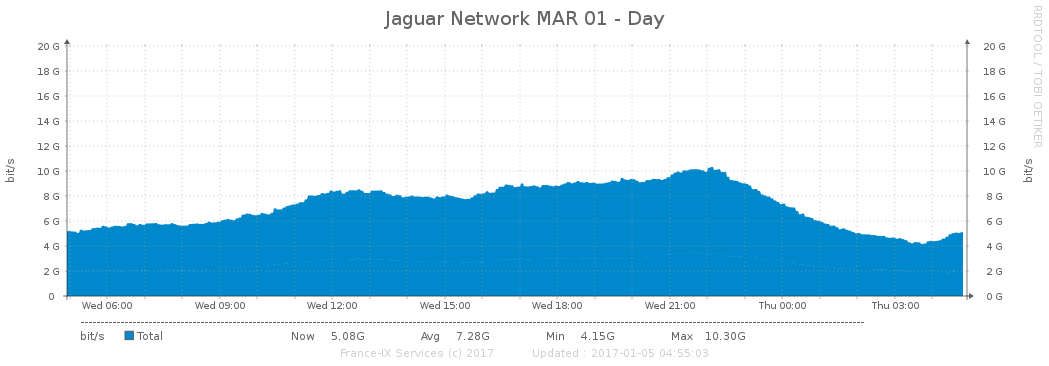 Jaguar Network MAR 01 - Day
RRDTOOL / TOBI OETIKER
20 G 20 G
18 G 18 G
16 G 16 G
14 G 14 G
12 G 12 G
10 G 10 G
8 G 8 G
6 G 6 G
4 G 4 G
2 G 2 G
0 0 G
bit/s
bit/s
Wed 06:00 Wed 09:00 Wed 12:00 Wed 15:00 Wed 18:00 Wed 21:00 Thu 00:00 Thu 03:00
bit/s Total Now 5.08G Avg 7.28G Min 4.15G Max 10.30G
France-IX Services (c) 2017 Updated : 2017-01-05 04:55:03